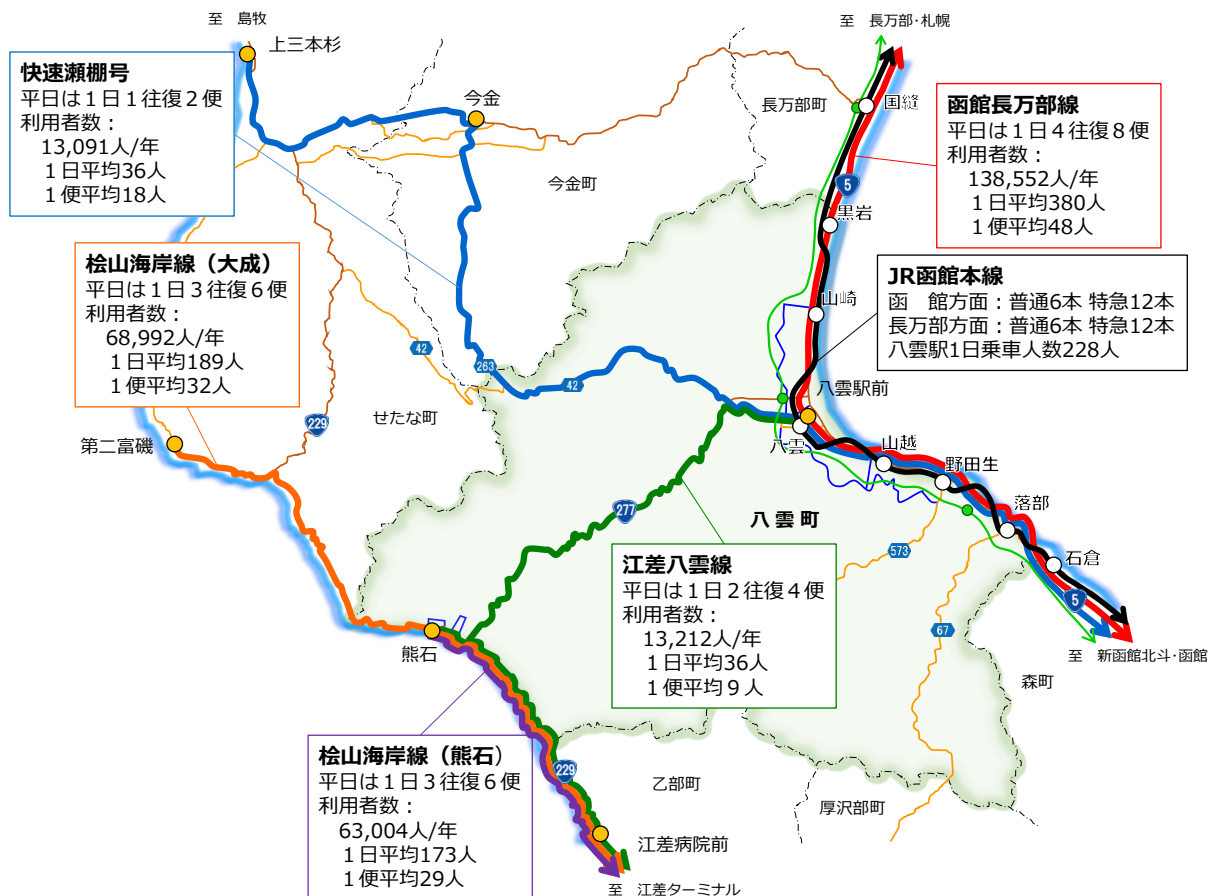 至 島牧
上三本杉
快速瀬棚号
平日は１日１往復２便
利用者数：
13,091人/年
１日平均36人
１便平均18人
今金
今金町
至 長万部・札幌
長万部町
国縫
5
黒岩
函館長万部線
平日は１日４往復８便
利用者数：
138,552人/年
１日平均380人
１便平均48人
桧山海岸線（大成）
平日は１日３往復６便
利用者数：
68,992人/年
１日平均189人
１便平均32人
JR函館本線
函　館方面：普通6本 特急12本
長万部方面：普通6本 特急12本
八雲駅1日乗車人数228人
山崎
42
263
42
八雲駅前
せたな町
229
第二富磯
八雲
山越
野田生
落部
石倉
277
八雲町
573
江差八雲線
平日は１日２往復４便
利用者数：
13,212人/年
１日平均36人
１便平均９人
5
67
至 新函館北斗・函館
熊石
森町
桧山海岸線（熊石）
平日は１日３往復６便
利用者数：
63,004人/年
１日平均173人
１便平均29人
229
乙部町
厚沢部町
江差病院前
至 江差ターミナル